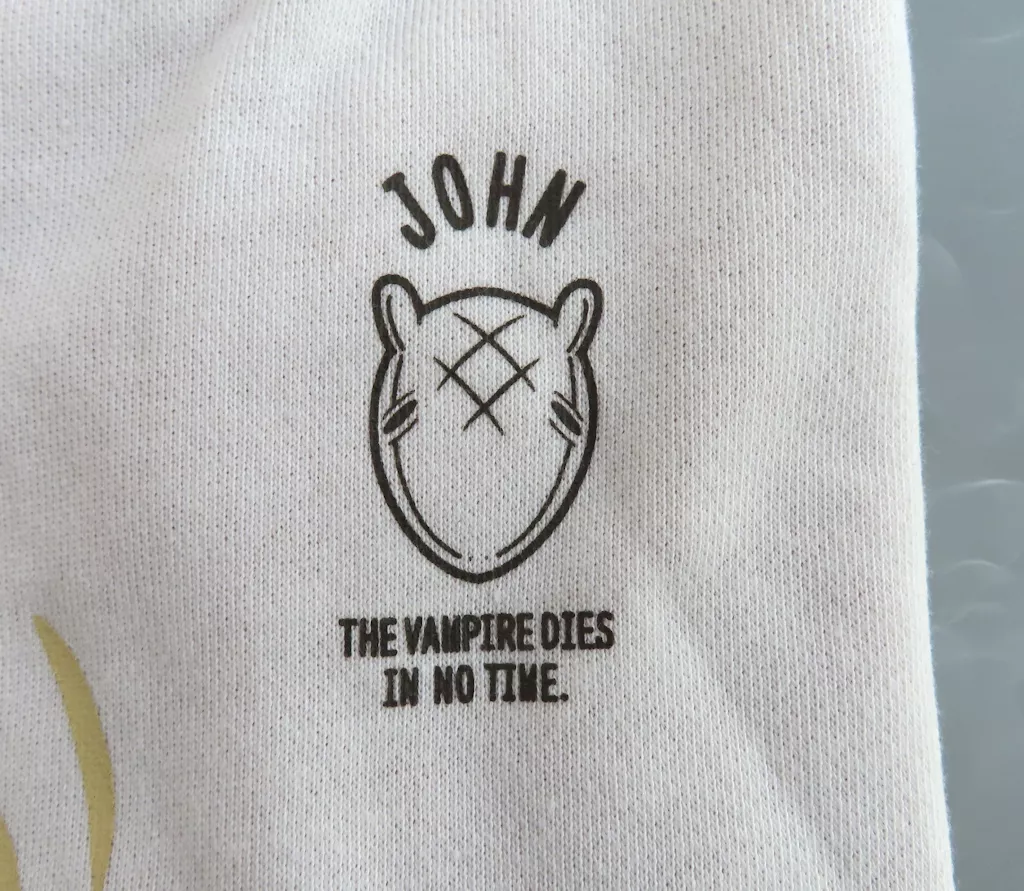 JOHN
THE VAMPIRE DIES
IN NO TIME.